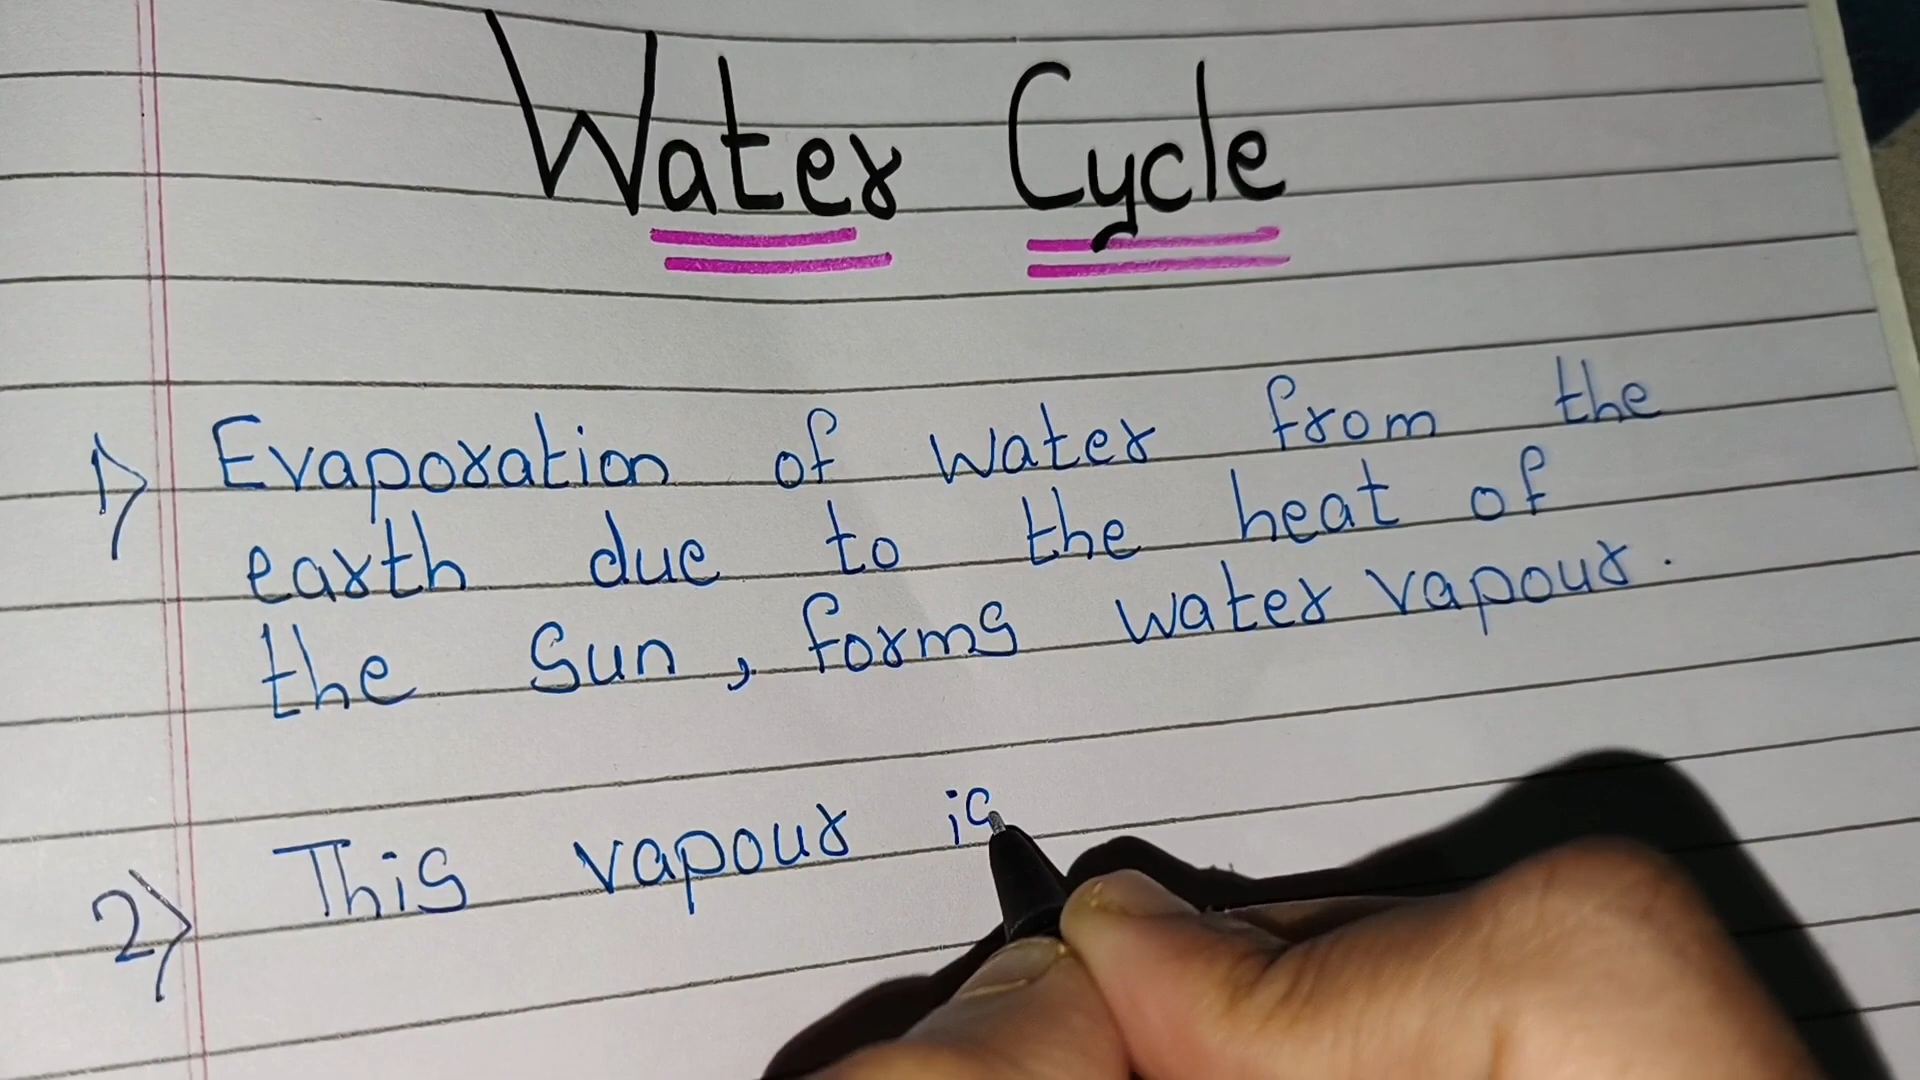 Water Cycle
1) Evaporation of water from the
earth due to the heat of
the Sun, forms water vapour.
2) This vapour is